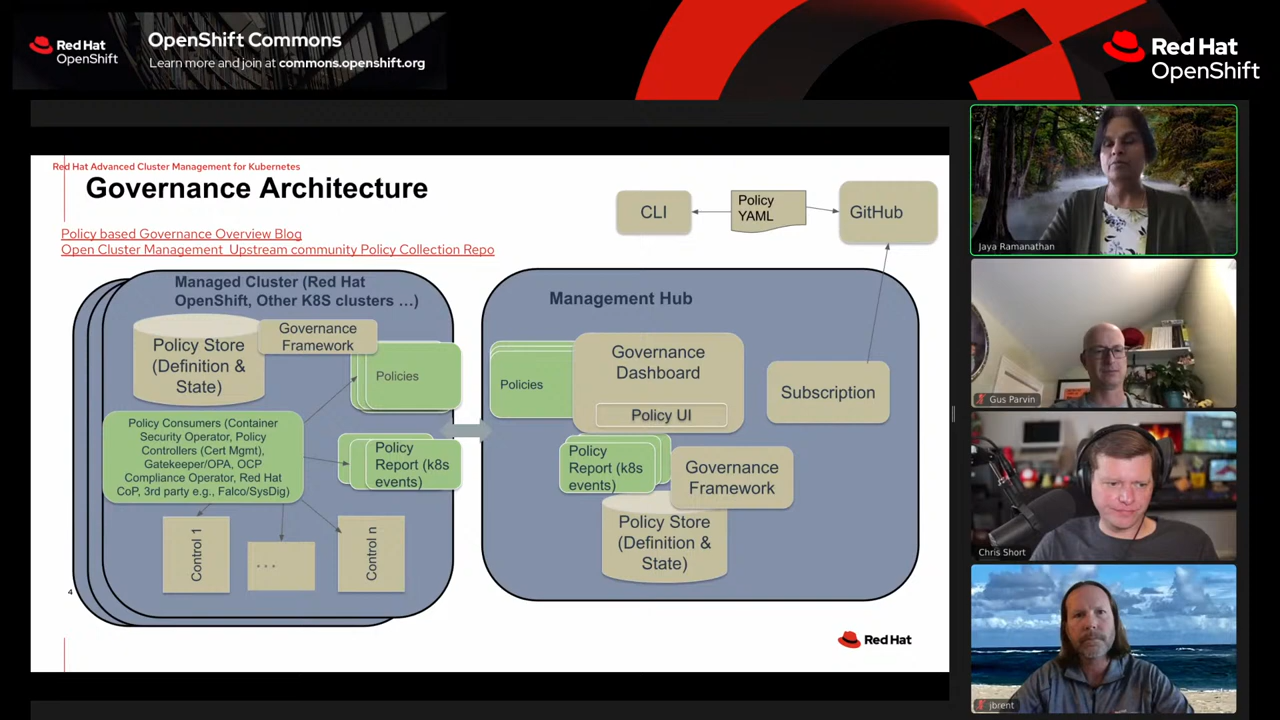 Red Hat
OpenShift
OpenShift Commons
Learn more and join at commons.openshift.org
Red Hat
OpenShift
Red Hat Advanced Cluster Management for Kubernetes
Governance Architecture
Policy based Governance Overview Blog
Open Cluster Management Upstream community Policy Collection Repo
CLI
Policy
YAML
GitHub
Managed Cluster (Red Hat
OpenShift, Other K8S clusters ...)
Policy Store
(Definition &
State)
Governance
Framework
Policies
Policy Consumers (Container
Security Operator, Policy
Controllers (Cert Mgmt),
Gatekeeper/OPA, OCP
Compliance Operator, Red Hat
CoP, 3rd party e.g., Falco/SysDig)
Policy
Report (k8s
events)
Control 1
...
Control n
Management Hub
Policies
Governance
Dashboard
Policy UI
Subscription
Policy
Report (k8s
events)
Governance
Framework
Policy Store
(Definition &
State)
4
Red Hat
Jaya Ramanathan
Gus Parvin
Chris Short
jbrent